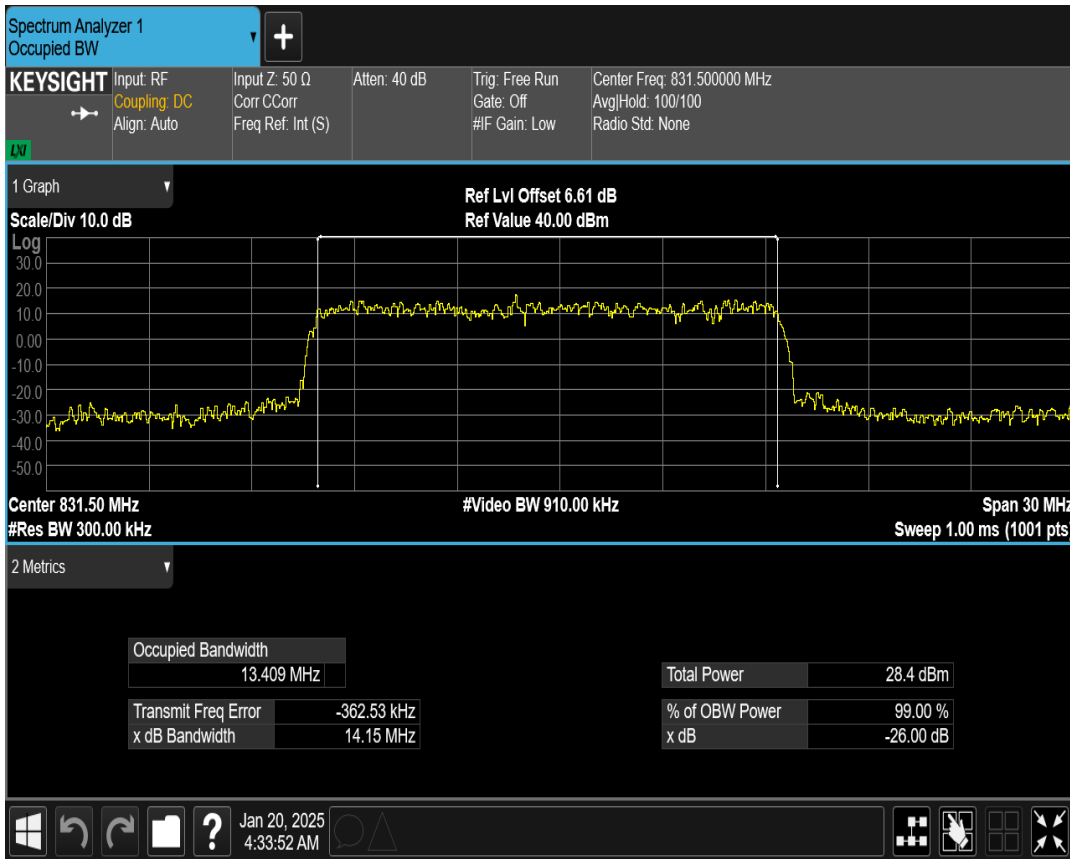 Spectrum Analyzer 1
Occupied BW
+
KEYSIGHT
LXI
Input: RF
Coupling: DC
Align: Auto
Input Z: 50 Ω
Corr CCorr
Freq Ref: Int (S)
Atten: 40 dB
Trig: Free Run
Gate: Off
#IF Gain: Low
Center Freq: 831.500000 MHz
Avg|Hold: 100/100
Radio Std: None
1 Graph
Scale/Div 10.0 dB
Ref Lvl Offset 6.61 dB
Ref Value 40.00 dBm
Log
30.0
20.0
10.0
0.00
-10.0
-20.0
-30.0
-40.0
-50.0
Center 831.50 MHz
#Res BW 300.00 kHz
#Video BW 910.00 kHz
Span 30 MHz
Sweep 1.00 ms (1001 pts)
2 Metrics
Occupied Bandwidth
13.409 MHz
Transmit Freq Error -362.53 kHz
x dB Bandwidth 14.15 MHz
Total Power 28.4 dBm
% of OBW Power 99.00 %
x dB -26.00 dB
?
Jan 20, 2025
4:33:52 AM